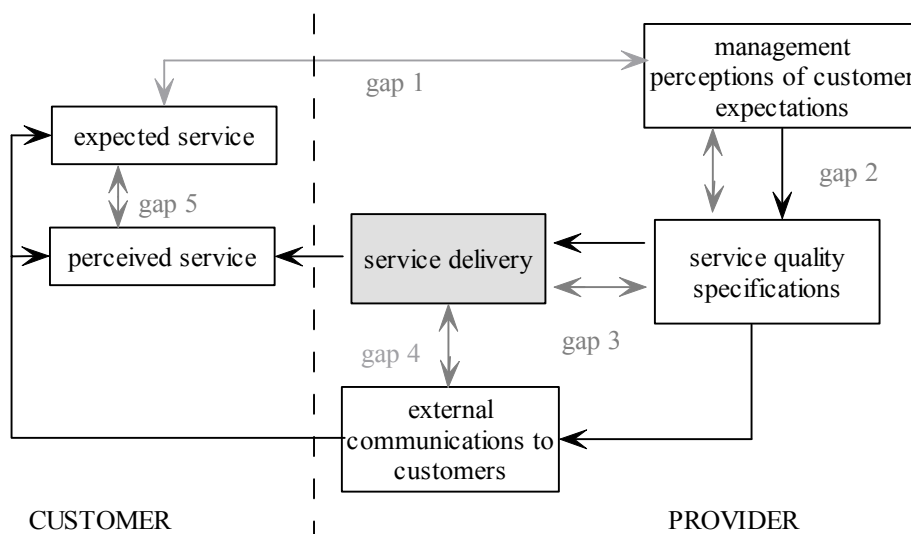 management
perceptions of customer
expectations
gap 1
expected service
gap 2
gap 5
perceived service
service delivery
service quality
specifications
gap 3
gap 4
external
communications to
customers
CUSTOMER
PROVIDER